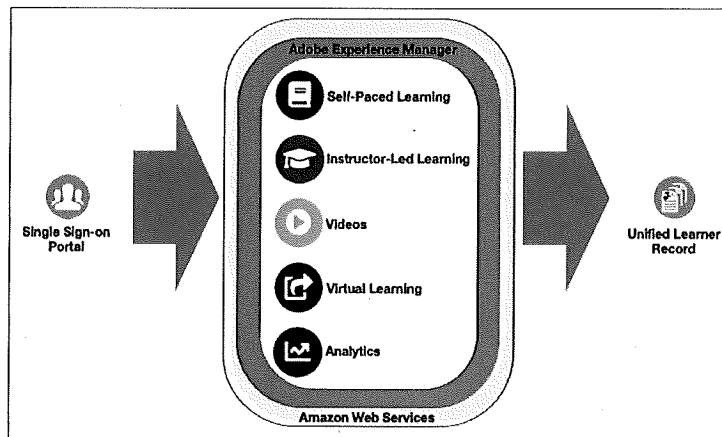 Adobe Experience Manager
Self-Paced Learning
Instructor-Led Learning
Videos
Virtual Learning
Analytics
Amazon Web Services
Single Sign-on
Portal
Unified Learner
Record